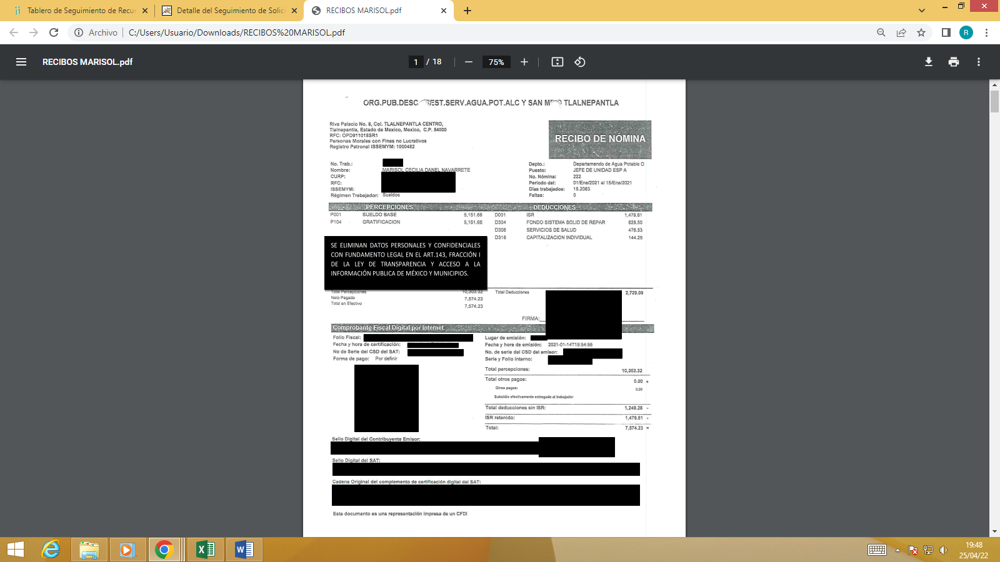 Tablero de Seguimiento de Recur
Detalle del Seguimiento de Solici
RECIBOS MARISOL.pdf
Archivo
C:/Users/Usuario/Downloads/RECIBOS%20MARISOL.pdf
R
RECIBOS MARISOL.pdf
1 / 18
75%
ORG.PUB.DESC EST.SERV.AGUA.POT.ALC Y SAN TLALNEPANTLA
Riva Palacio No. 8, Col. TLALNEPANTLA CENTRO,
Tlalnepantla, Estado de Mexico, Mexico, C.P. 54000
RFC: OPD911018SR1
Personas Morales con Fines no Lucrativos
Registro Patronal ISSEMYM: 1000482
RECIBO DE NÓMINA
No. Trab.:
Nombre: MARISOL CECILIA DANEL NAVARRETE
CURP:
RFC:
ISSEMYM:
Régimen Trabajador: Sueldos
Depto.: Departamendo de Agua Potable O
Puesto: JEFE DE UNIDAD ESP A
No. Nómina: 222
Periodo del: 01/Ene/2021 al 15/Ene/2021
Días trabajados: 15.2083
Faltas: 0
PERCEPCIONES
DEDUCCIONES
P001 SUELDO BASE 5,151.66
P104 GRATIFICACION 5,151.66
D001 ISR 1,479.81
D304 FONDO SISTEMA SOLID DE REPAR 628.50
D306 SERVICIOS DE SALUD 476.53
D318 CAPITALIZACION INDIVIDUAL 144.25
SE ELIMINAN DATOS PERSONALES Y CONFIDENCIALES
CON FUNDAMENTO LEGAL EN EL ART.143, FRACCIÓN I
DE LA LEY DE TRANSPARENCIA Y ACCESO A LA
INFORMACIÓN PUBLICA DE MÉXICO Y MUNICIPIOS.
Total Percepciones 10,303.32
Neto Pagado 7,574.23
Total en Efectivo 7,574.23
Total Deducciones 2,729.09
FIRMA:
Comprobante Fiscal Digital por Internet
Folio Fiscal:
Fecha y hora de certificación:
No de Serie del CSD del SAT:
Forma de pago: Por definir
Lugar de emisión:
Fecha y hora de emisión: 2021-01-14T15:54:55
No. de serie del CSD del emisor:
Serie y Folio interno:
Total percepciones: 10,303.32
Total otros pagos: 0.00 +
Otros pagos: 0.00
Subsidio efectivamente entregado al trabajador
Total deducciones sin ISR: 1,249.28 -
ISR retenido: 1,479.81 -
Total: 7,574.23 =
Sello Digital del Contribuyente Emisor:
Sello Digital del SAT:
Cadena Original del complemento de certificación digital del SAT:
Este documento es una representación impresa de un CFDI
19:48
25/04/22